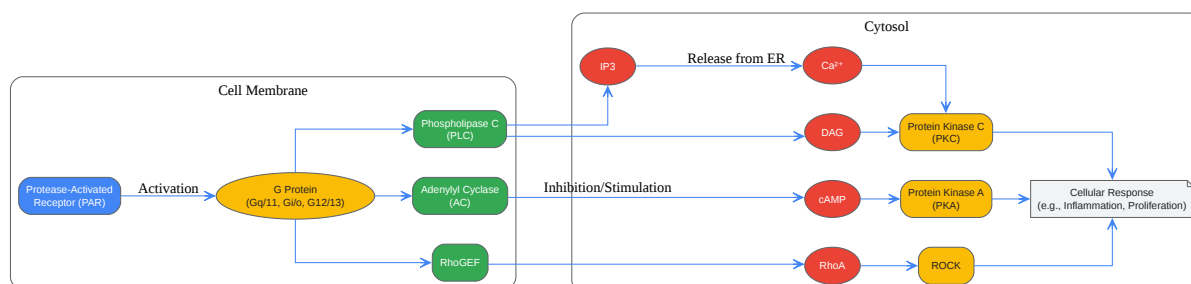 Cytosol
IP3
Release from ER
Ca²⁺
Cell Membrane
Phospholipase C
(PLC)
DAG
Protein Kinase C
(PKC)
Protease-Activated
Receptor (PAR)
Activation
G Protein
(Gq/11, Gi/o, G12/13)
Adenylyl Cyclase
(AC)
Inhibition/Stimulation
cAMP
Protein Kinase A
(PKA)
Cellular Response
(e.g., Inflammation, Proliferation)
RhoGEF
RhoA
ROCK